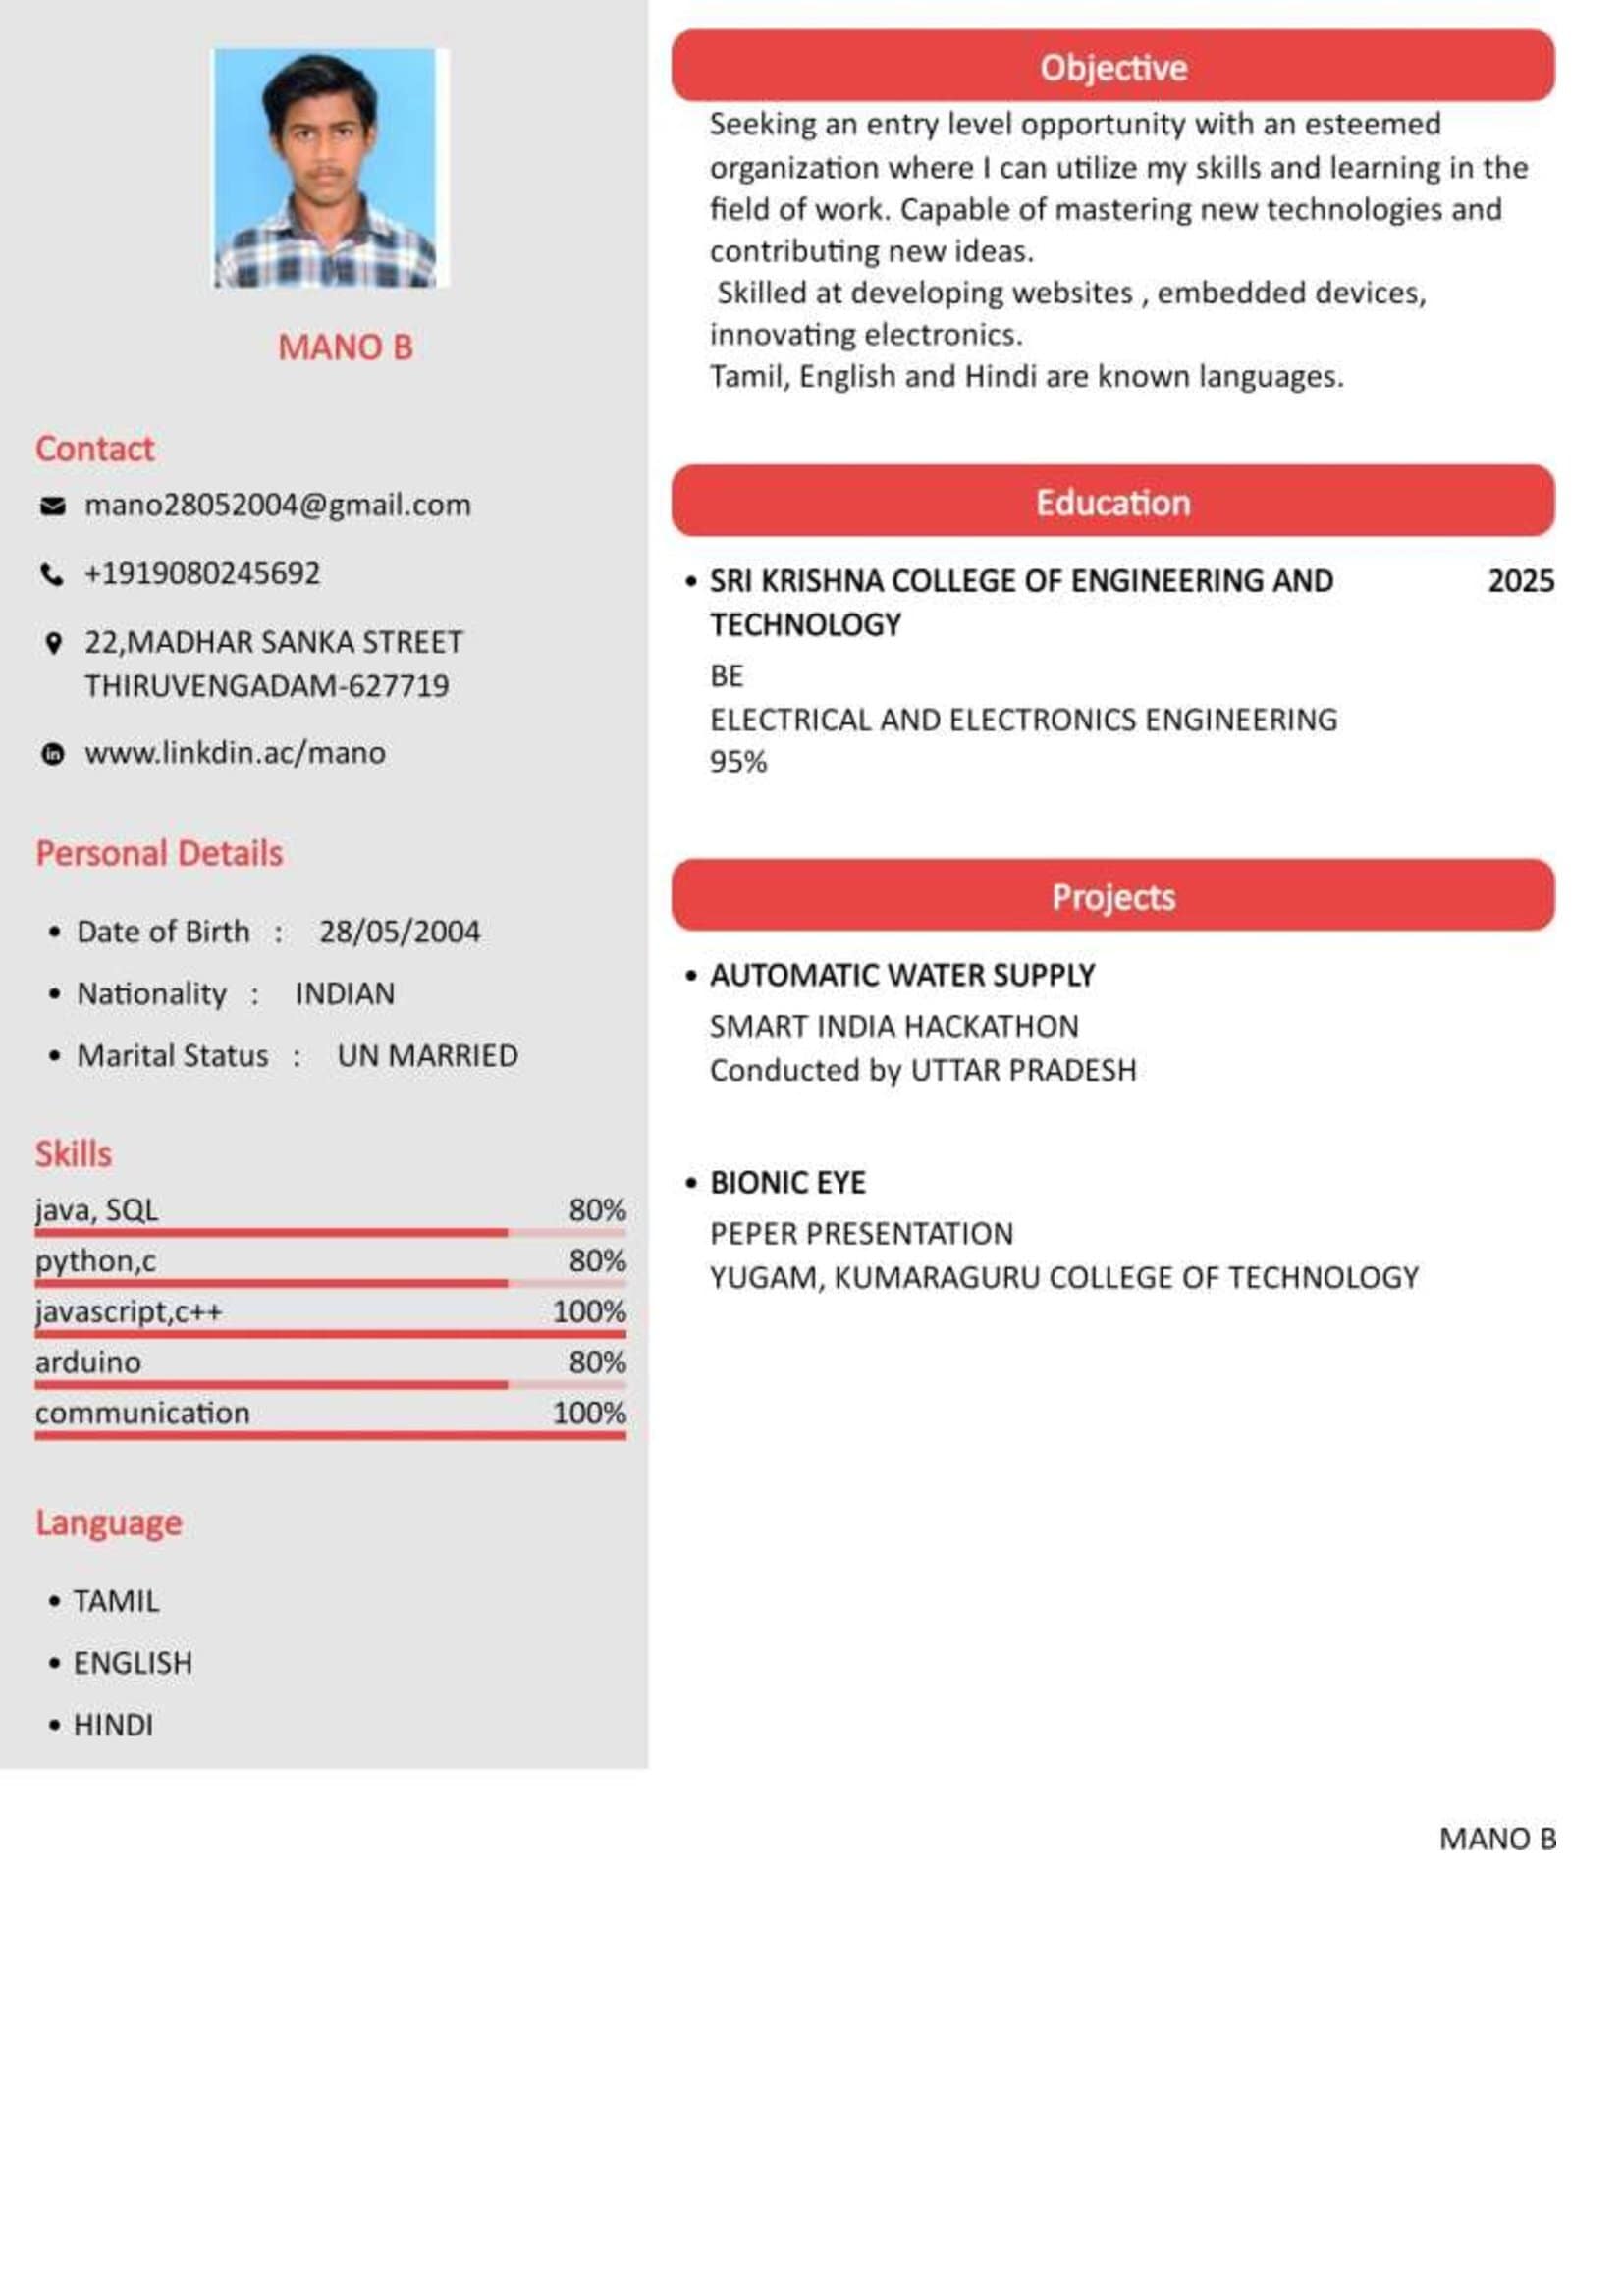 MANO B
Contact
mano28052004@gmail.com
+1919080245692
22,MADHAR SANKA STREET
THIRUVENGADAM-627719
www.linkdin.ac/mano
Personal Details
• Date of Birth : 28/05/2004
• Nationality : INDIAN
• Marital Status : UN MARRIED
Skills
java, SQL 80%
python,c 80%
javascript,c++ 100%
arduino 80%
communication 100%
Language
• TAMIL
• ENGLISH
• HINDI
Objective
Seeking an entry level opportunity with an esteemed
organization where I can utilize my skills and learning in the
field of work. Capable of mastering new technologies and
contributing new ideas.
Skilled at developing websites , embedded devices,
innovating electronics.
Tamil, English and Hindi are known languages.
Education
• SRI KRISHNA COLLEGE OF ENGINEERING AND 2025
TECHNOLOGY
BE
ELECTRICAL AND ELECTRONICS ENGINEERING
95%
Projects
• AUTOMATIC WATER SUPPLY
SMART INDIA HACKATHON
Conducted by UTTAR PRADESH
• BIONIC EYE
PEPER PRESENTATION
YUGAM, KUMARAGURU COLLEGE OF TECHNOLOGY
MANO B